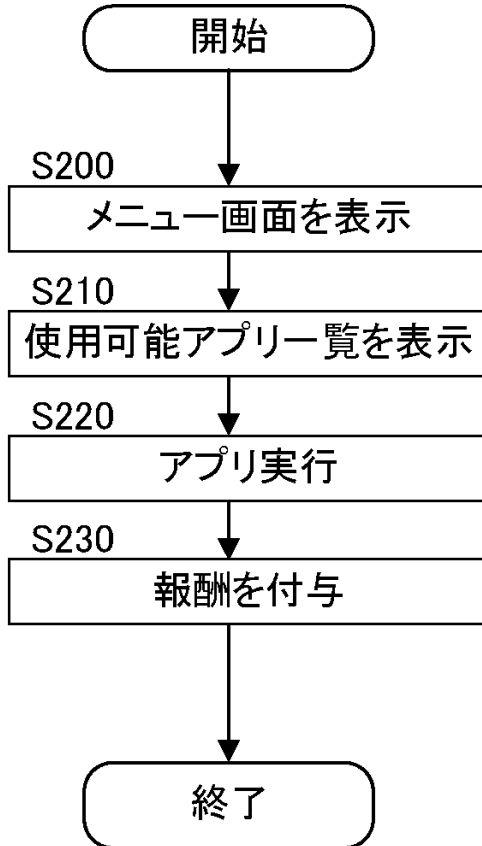 開始
S200
メニュー画面を表示
S210
使用可能アプリ一覧を表示
S220
アプリ実行
S230
報酬を付与
終了